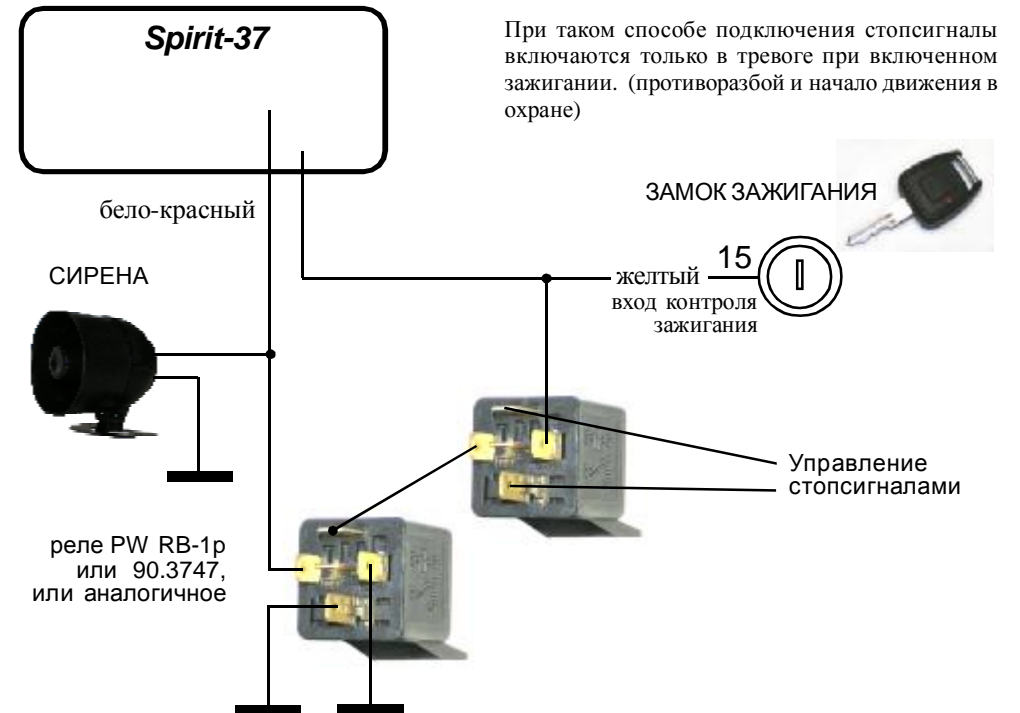 Spirit-37
При таком способе подключения стопсигналы
включаются только в тревоге при включенном
зажигании. (противоразбой и начало движения в
охране)
ЗАМОК ЗАЖИГАНИЯ
бело-красный
15
СИРЕНА
желтый
вход контроля
зажигания
Управление
стопсигналами
реле PW RB-1р
или 90.3747,
или аналогичное